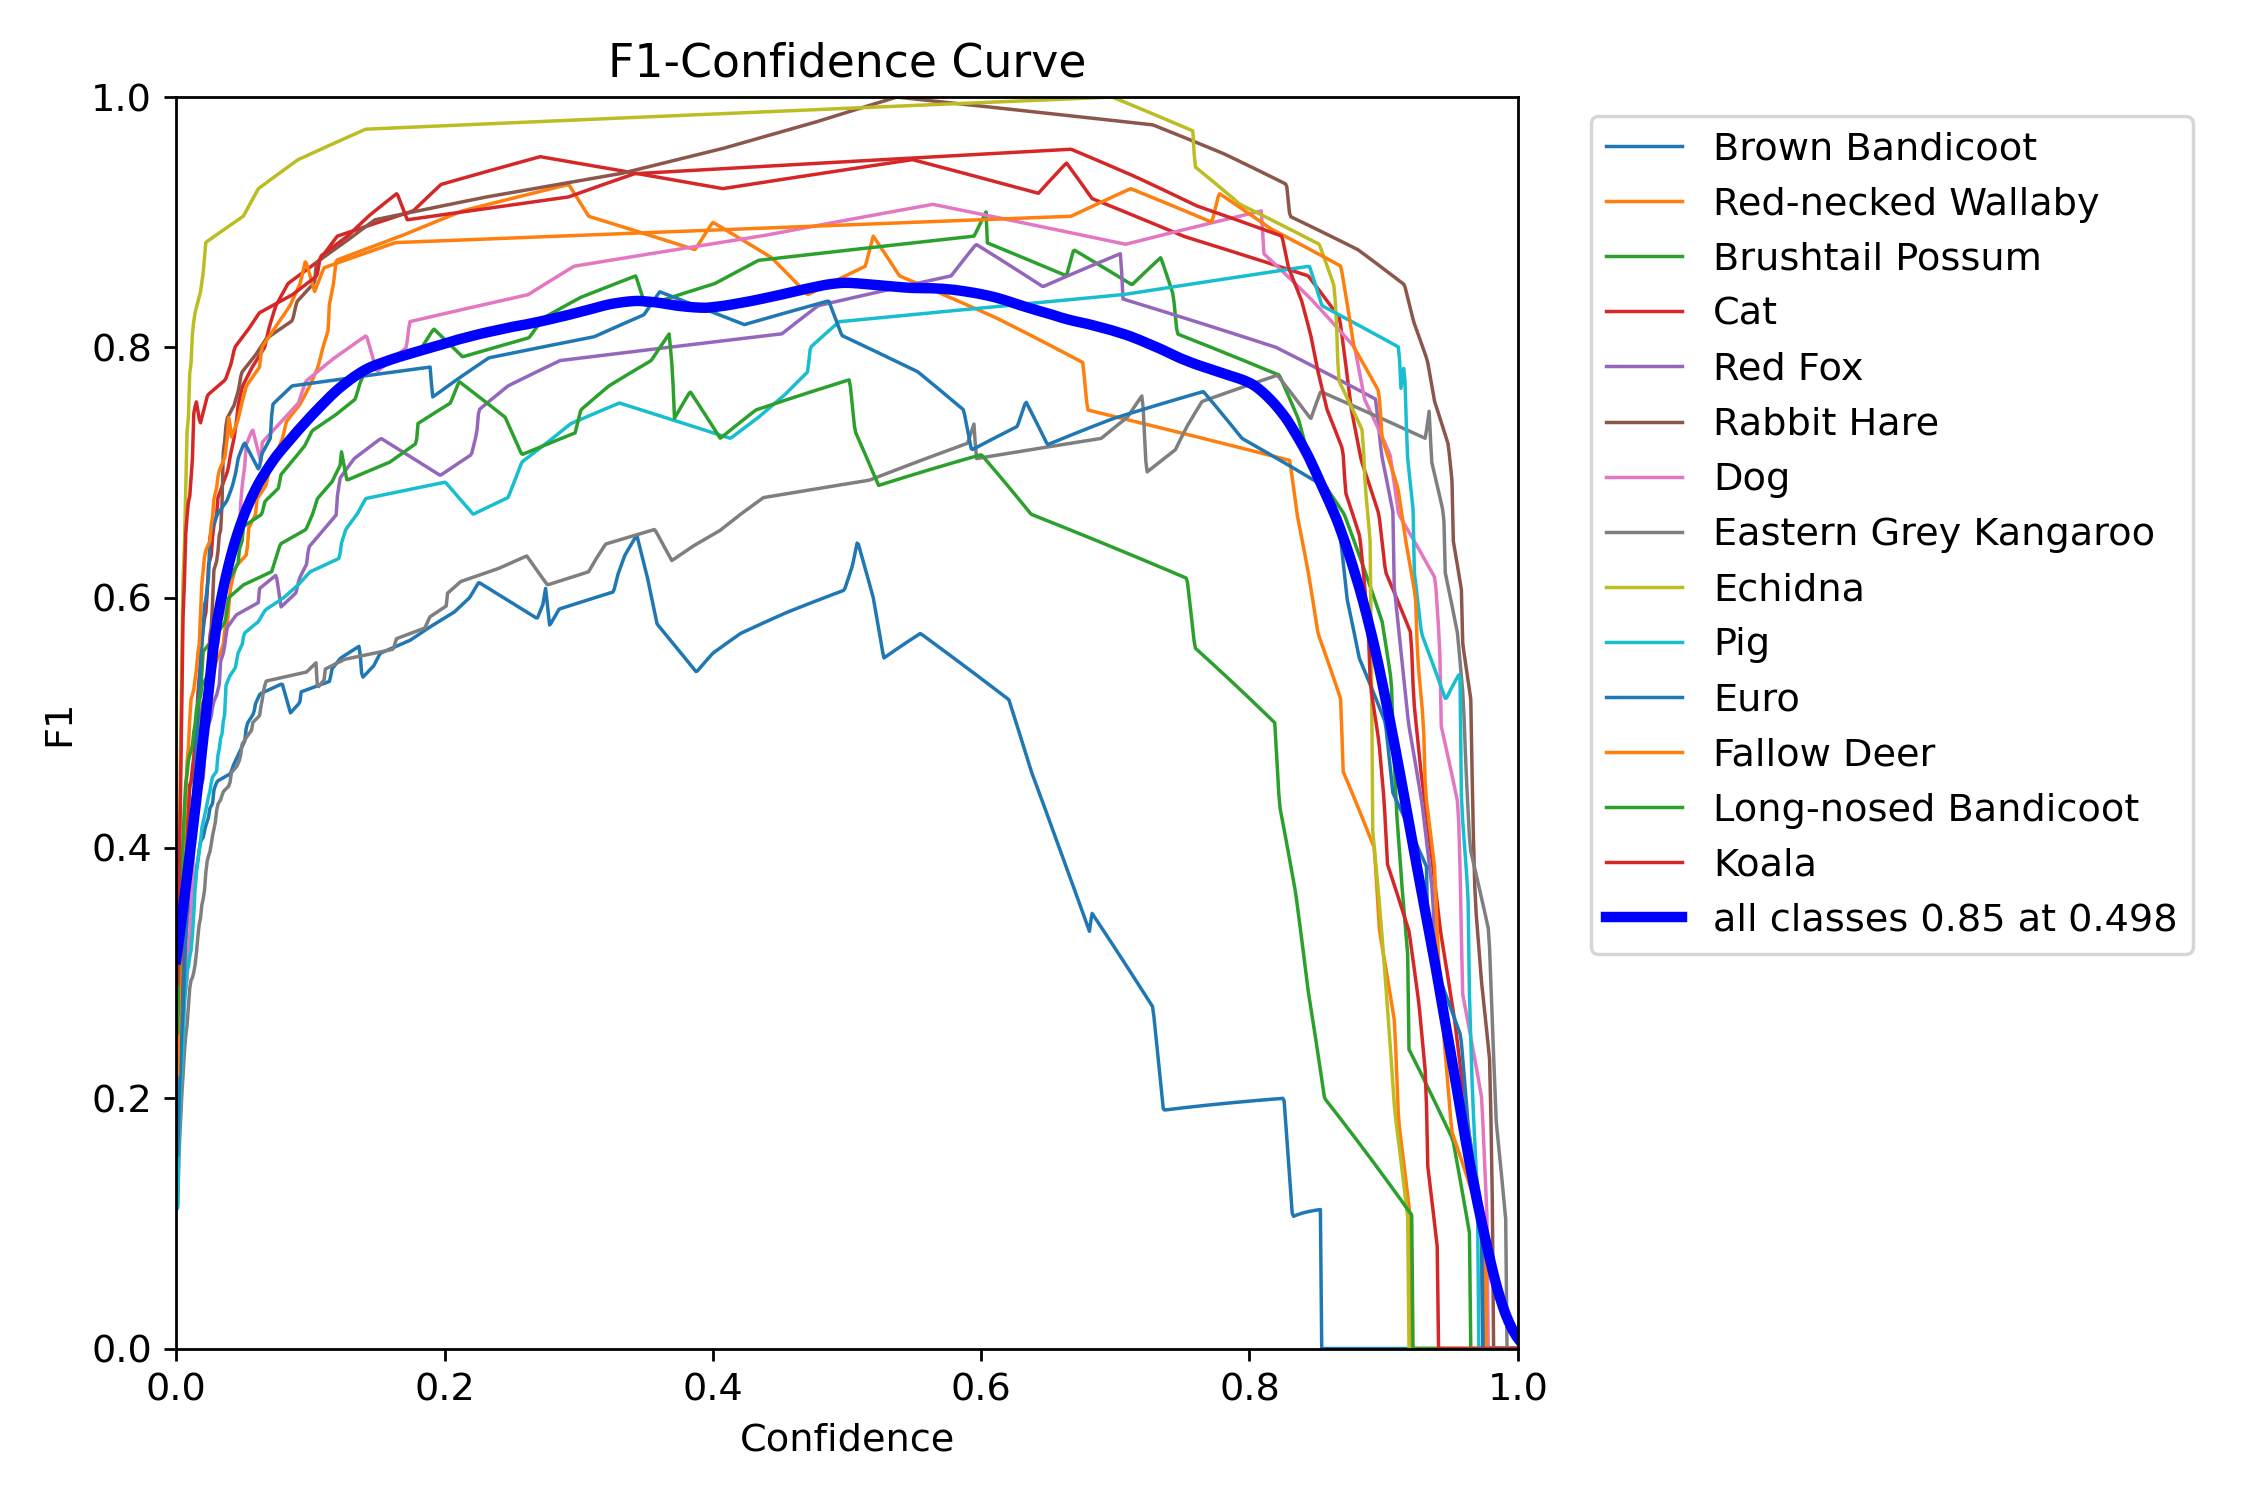 F1-Confidence Curve
1.0
0.8
0.6
0.4
0.2
0.0
F1
0.0 0.2 0.4 0.6 0.8 1.0
Confidence
Brown Bandicoot
Red-necked Wallaby
Brushtail Possum
Cat
Red Fox
Rabbit Hare
Dog
Eastern Grey Kangaroo
Echidna
Pig
Euro
Fallow Deer
Long-nosed Bandicoot
Koala
all classes 0.85 at 0.498